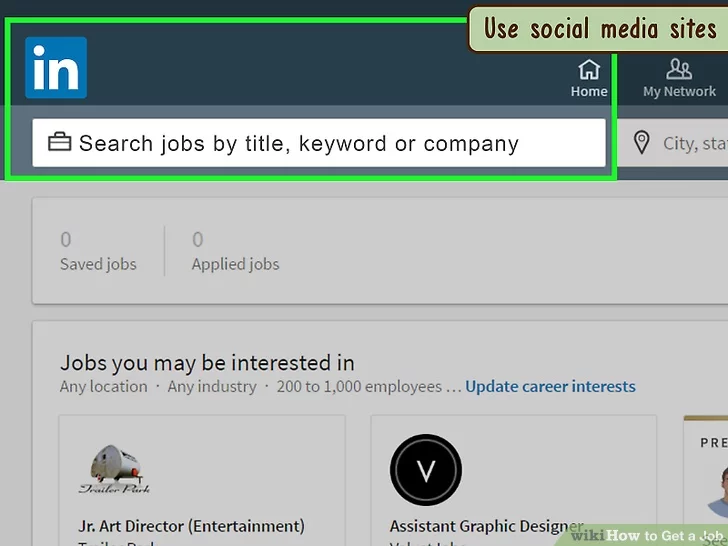 Use social media sites
in
Home
My Network
Search jobs by title, keyword or company
City, sta
0
0
Saved jobs
Applied jobs
Jobs you may be interested in
Any location · Any industry · 200 to 1,000 employees ... Update career interests
PRE
Trailer Park
V
Jr. Art Director (Entertainment)
Assistant Graphic Designer
wikiHow to Get a Job